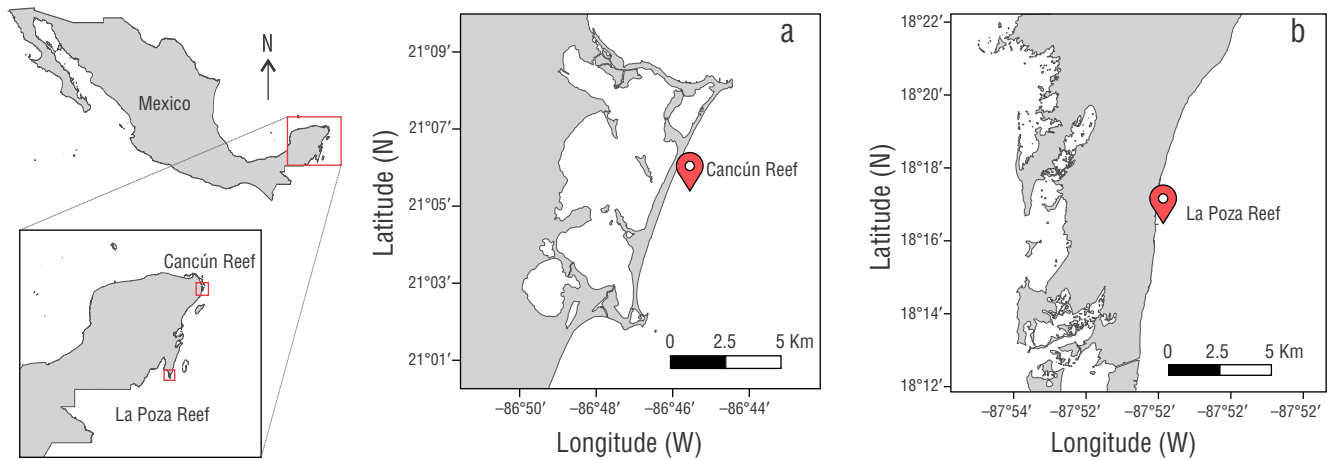 N
Mexico
Cancún Reef
La Poza Reef
a
21°09′
21°07′
21°05′
21°03′
21°01′
Latitude (N)
Cancún Reef
0 2.5 5 Km
−86°50′ −86°48′ −86°46′ −86°44′
Longitude (W)
b
18°22′
18°20′
18°18′
18°16′
18°14′
18°12′
Latitude (N)
La Poza Reef
0 2.5 5 Km
−87°54′ −87°52′ −87°52′ −87°52′ −87°52′
Longitude (W)